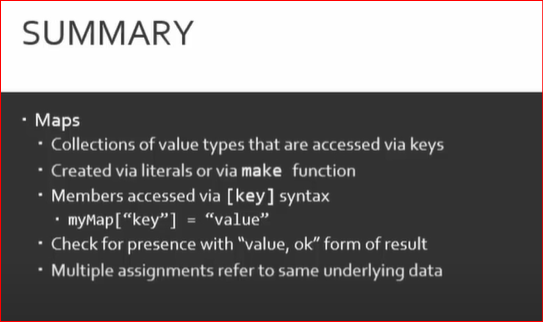 SUMMARY
· Maps
· Collections of value types that are accessed via keys
· Created via literals or via make function
· Members accessed via [key] syntax
· myMap[“key”] = “value”
· Check for presence with “value, ok” form of result
· Multiple assignments refer to same underlying data